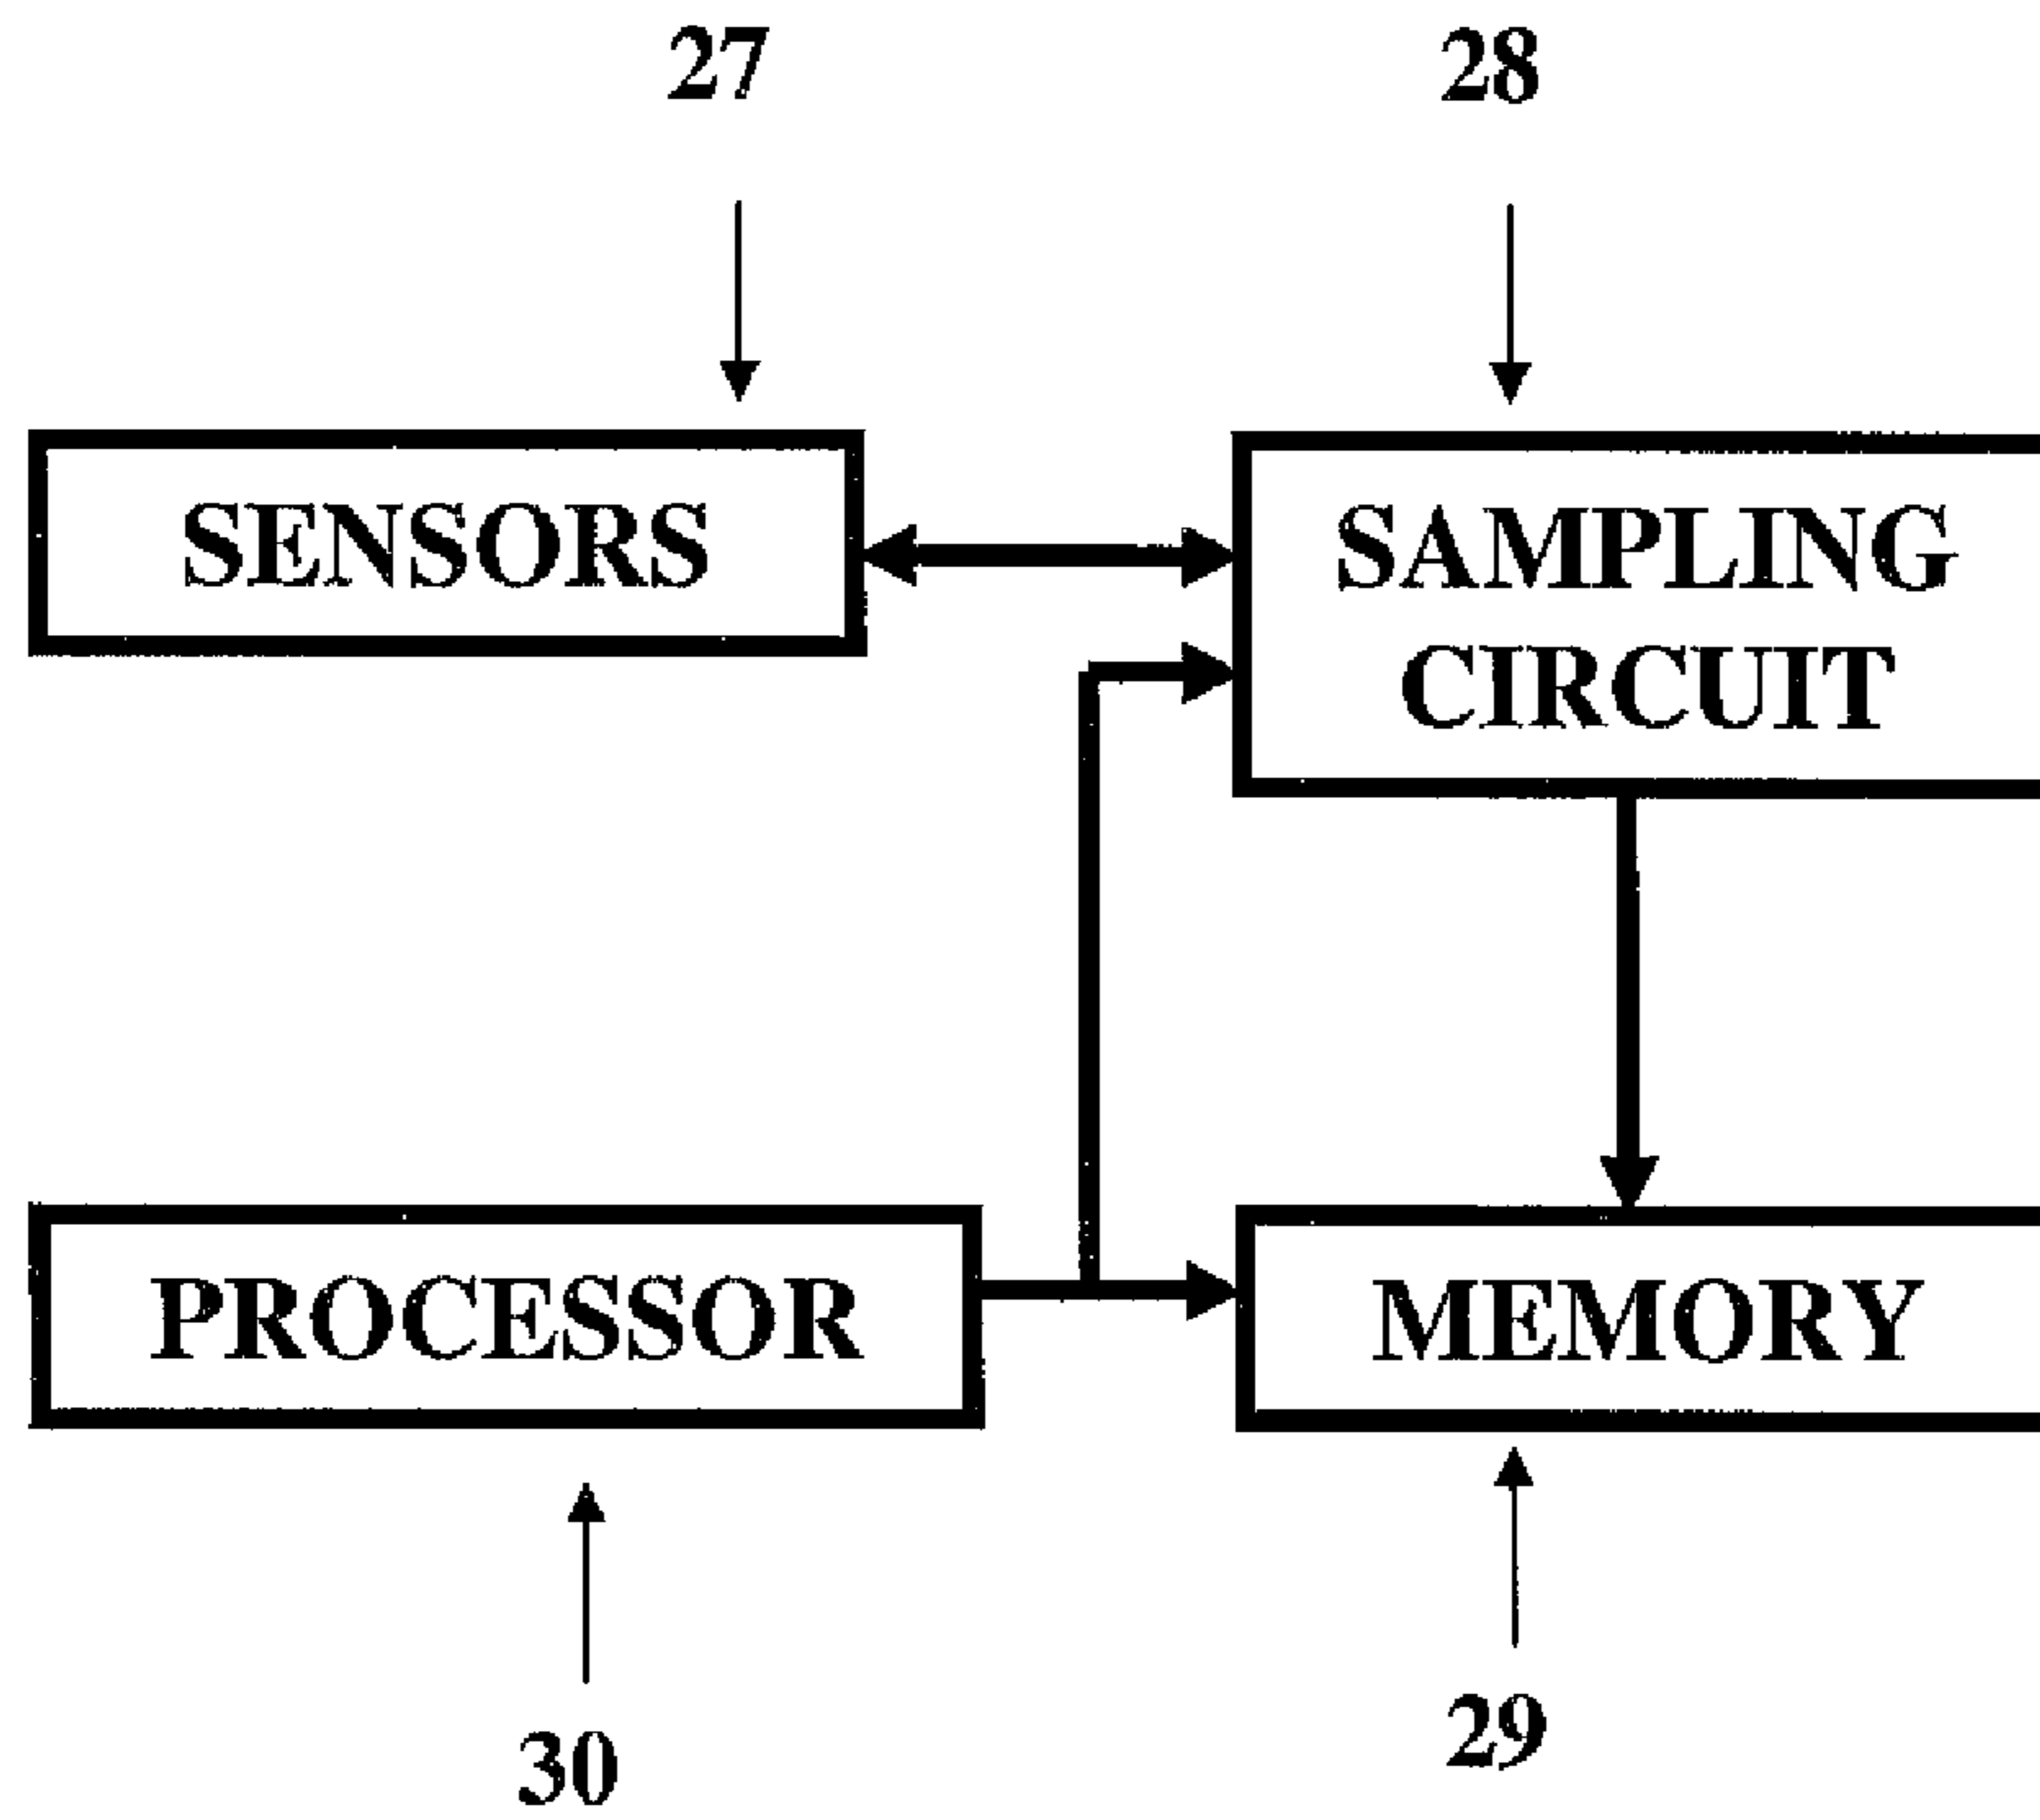 27
28
SENSORS
SAMPLING
CIRCUIT
PROCESSOR
MEMORY
29
30